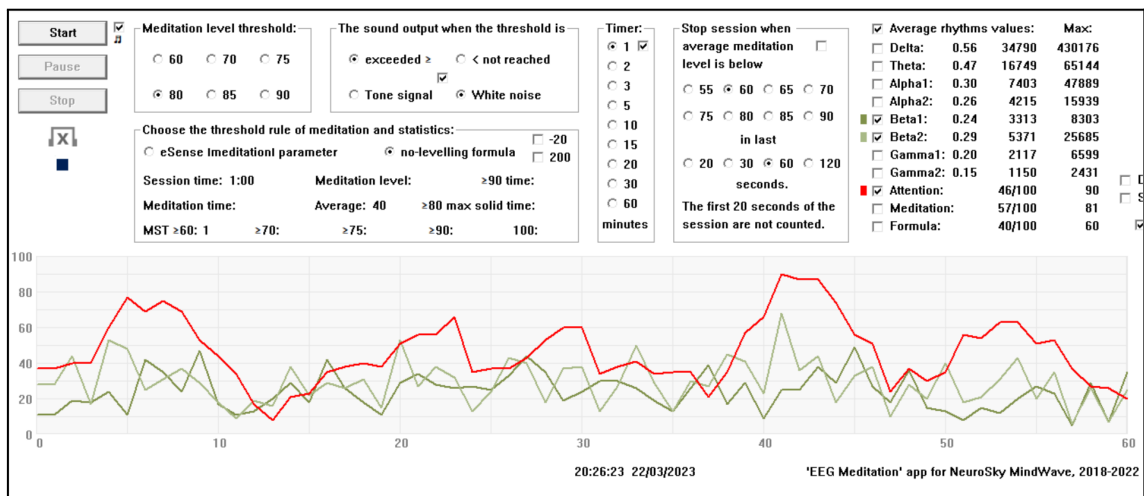 Start
Pause
Stop
Meditation level threshold:
60 70 75
80 85 90
The sound output when the threshold is
exceeded ≥ < not reached
Tone signal White noise
Choose the threshold rule of meditation and statistics:
eSense (meditation) parameter no-levelling formula
-20
200
Session time: 1:00 Meditation level: ≥90 time:
Meditation time: Average: 40 ≥80 max solid time:
MST ≥60: 1 ≥70: ≥75: ≥90: 100:
Timer:
1
2
3
5
10
15
20
30
60
minutes
Stop session when
average meditation
level is below
55 60 65 70
75 80 85 90
in last
20 30 60 120
seconds.
The first 20 seconds of the
session are not counted.
Average rhythms values: Max:
Delta: 0.56 34790 430176
Theta: 0.47 16749 65144
Alpha1: 0.30 7403 47889
Alpha2: 0.26 4215 15939
Beta1: 0.24 3313 8303
Beta2: 0.29 5371 25685
Gamma1: 0.20 2117 6599
Gamma2: 0.15 1150 2431
Attention: 46/100 90
Meditation: 57/100 81
Formula: 40/100 60
100
80
60
40
20
0
0 10 20 30 40 50 60
20:26:23 22/03/2023
'EEG Meditation' app for NeuroSky MindWave, 2018-2022